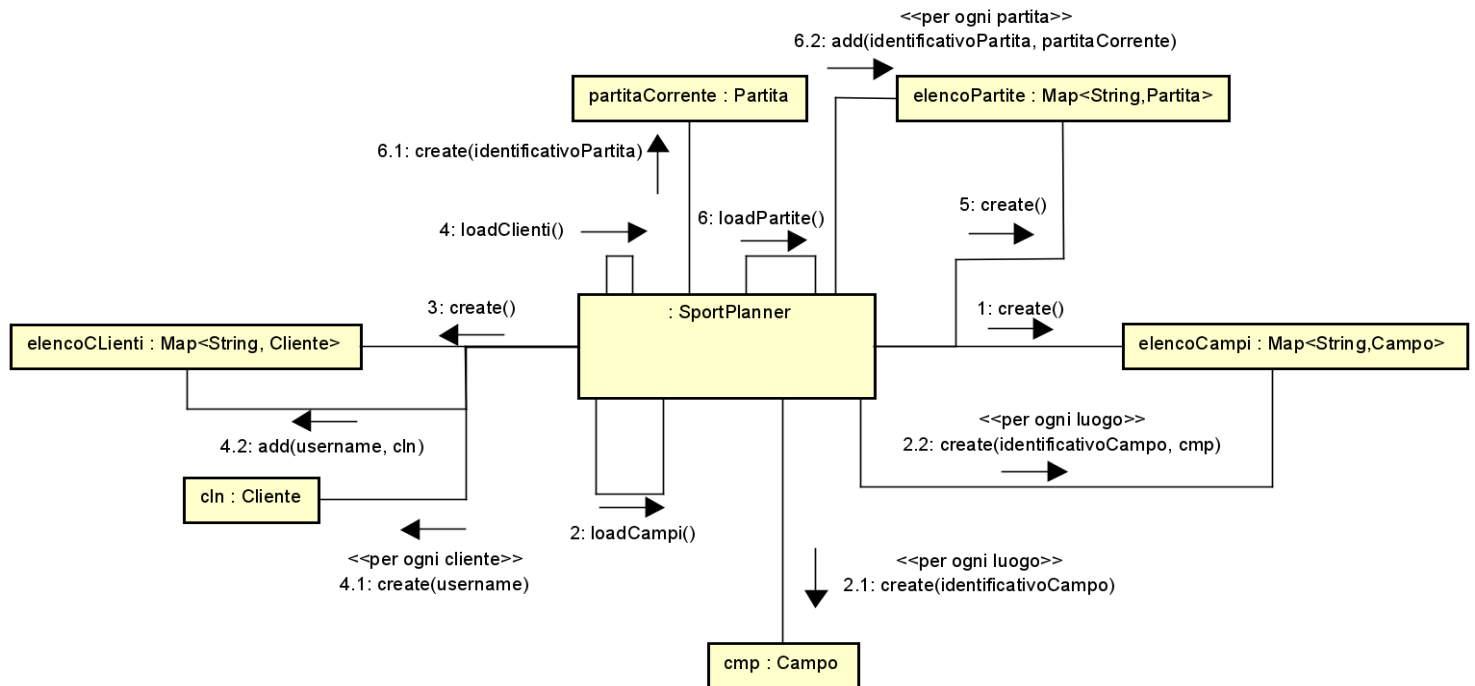 <<per ogni partita>>
6.2: add(identificativoPartita, partitaCorrente)
partitaCorrente : Partita
elencoPartite : Map<String,Partita>
6.1: create(identificativoPartita)
4: loadClienti()
6: loadPartite()
5: create()
3: create()
: SportPlanner
1: create()
elencoCLienti : Map<String, Cliente>
elencoCampi : Map<String,Campo>
4.2: add(username, cln)
<<per ogni luogo>>
2.2: create(identificativoCampo, cmp)
cln : Cliente
2: loadCampi()
<<per ogni cliente>>
4.1: create(username)
<<per ogni luogo>>
2.1: create(identificativoCampo)
cmp : Campo